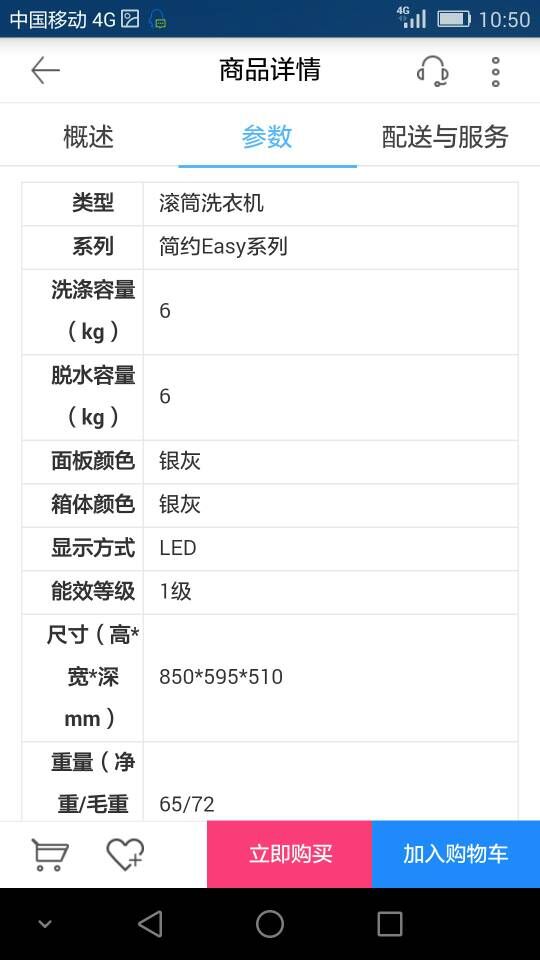 中国移动 4G 4G 10:50
商品详情
概述 参数 配送与服务
类型 滚筒洗衣机
系列 简约Easy系列
洗涤容量
（kg） 6
脱水容量
（kg） 6
面板颜色 银灰
箱体颜色 银灰
显示方式 LED
能效等级 1级
尺寸（高*
宽*深 850*595*510
mm）
重量（净
重/毛重 65/72
立即购买 加入购物车